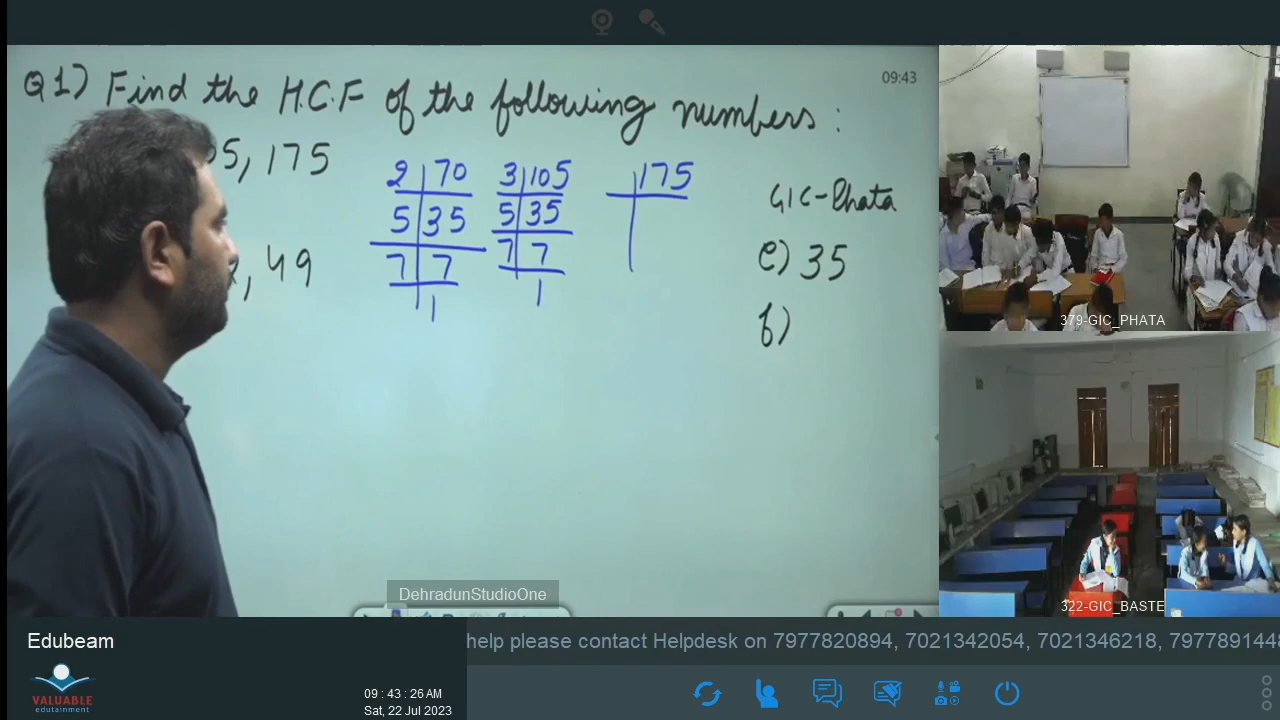 09:43
Q1) Find the H.C.F of the following numbers:
05, 175
, 49
2 70
5 35
7 7
1
3 105
5 35
7 7
1
175
GIC-Phata
e) 35
f)
379-GIC_PHATA
322-GIC_BASTE
DehradunStudioOne
Edubeam
help please contact Helpdesk on 7977820894, 7021342054, 7021346218, 797789144
VALUABLE
edutainment
09 : 43 : 26 AM
Sat, 22 Jul 2023